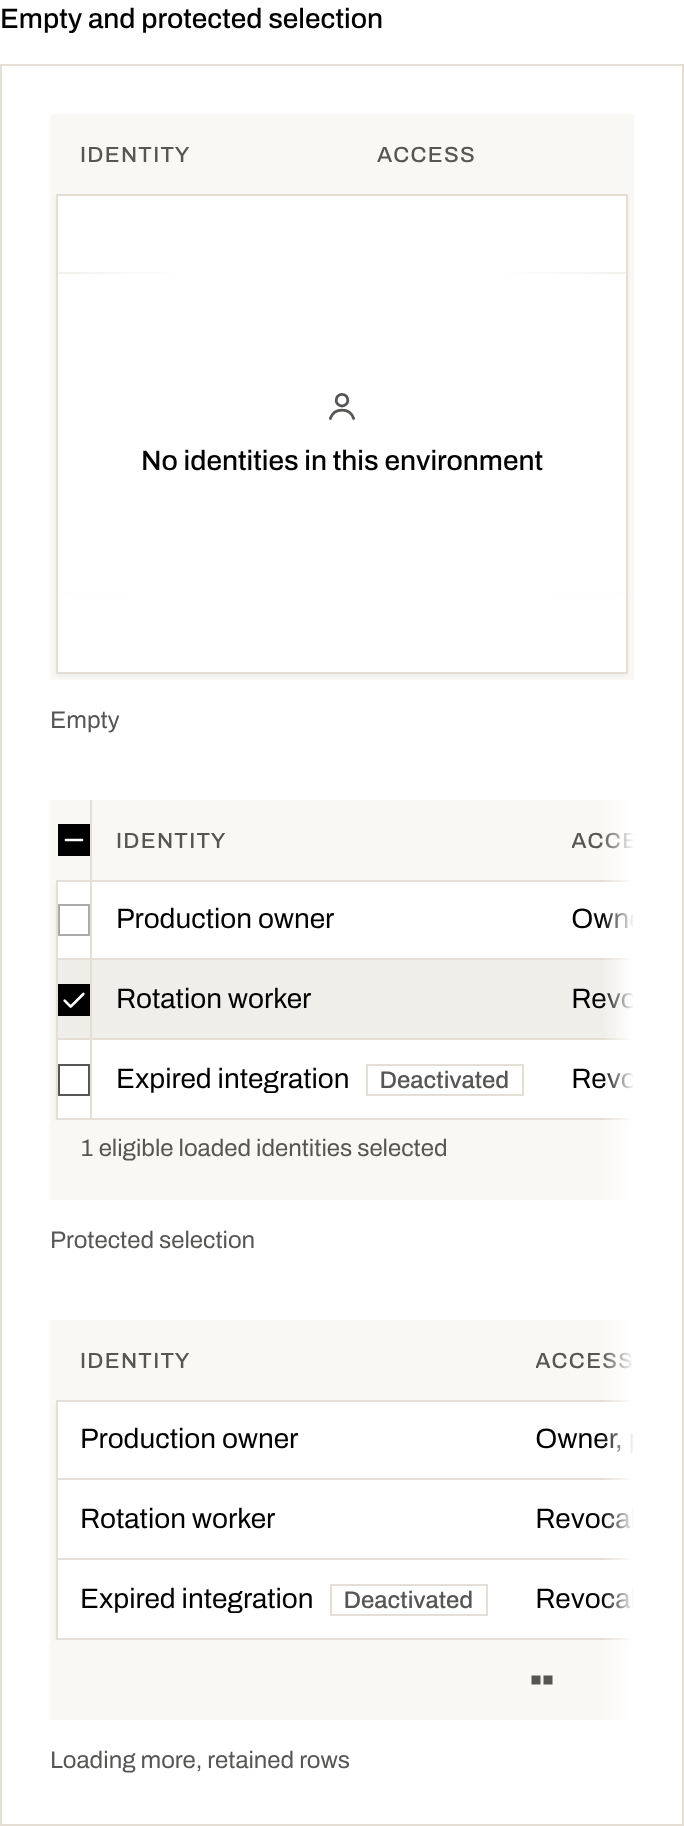 Empty and protected selection
IDENTITY ACCESS
No identities in this environment
Empty
IDENTITY
Production owner
Rotation worker
Expired integration Deactivated
1 eligible loaded identities selected
Protected selection
IDENTITY ACCESS
Production owner Owner,
Rotation worker
Expired integration Deactivated
Loading more, retained rows